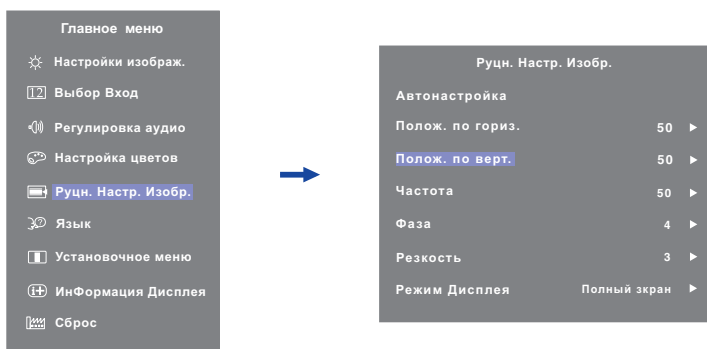 Главное меню
Настройки изображ.
12 Выбор Вход
Регулировка аудио
Настройка цветов
Руцн. Настр. Изобр.
Язык
Установочное меню
ИнФормация Дисплея
Сброс
Руцн. Настр. Изобр.
Автонастройка
Полож. по гориз. 50
Полож. по верт. 50
Частота 50
Фаза 4
Резкость 3
Режим Дисплея Полный зкран